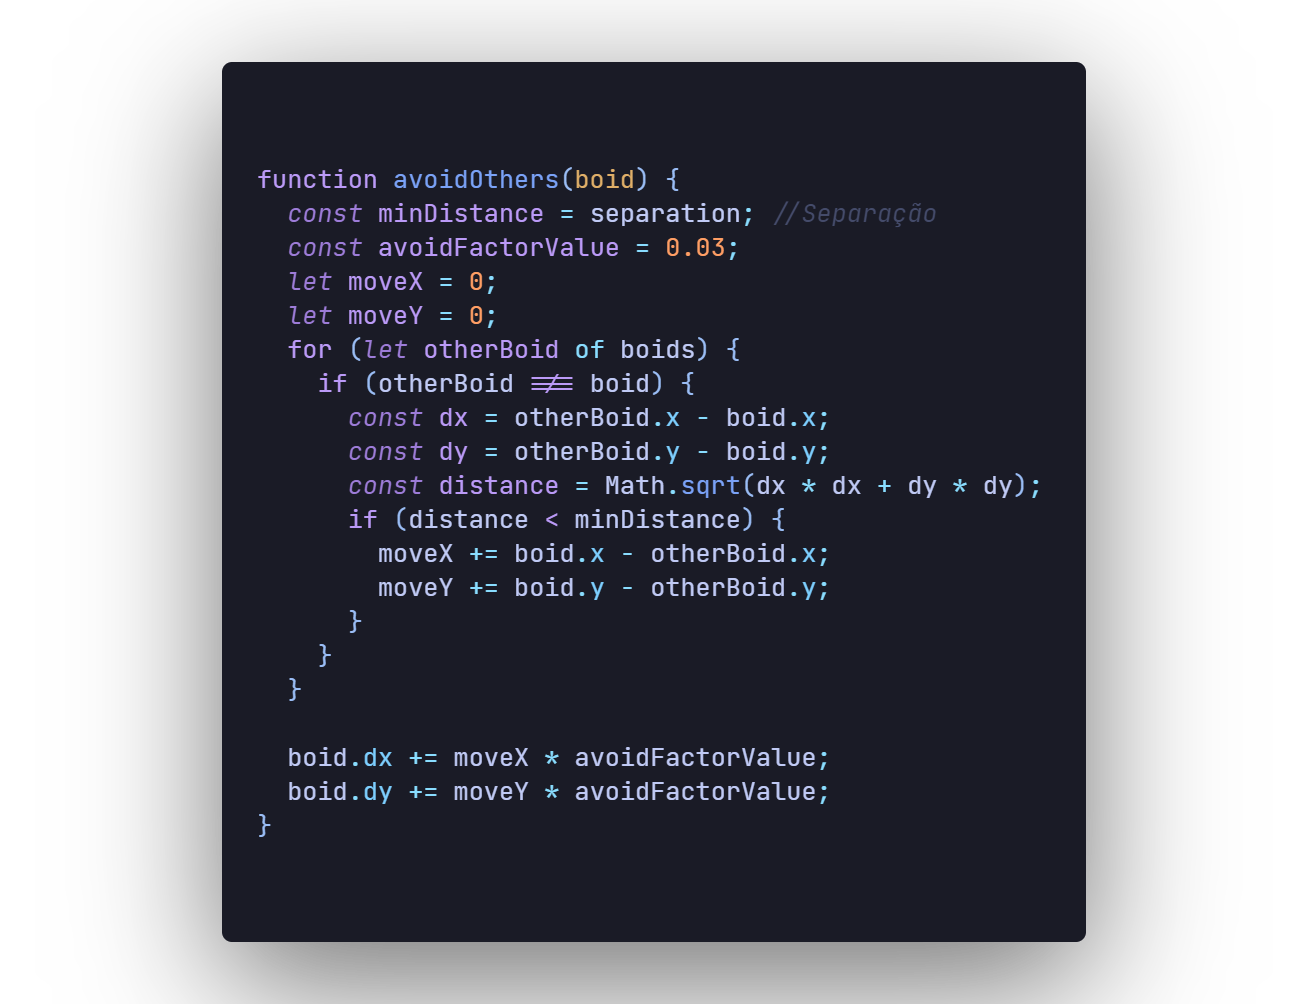 function avoidOthers(boid) {
  const minDistance = separation; //Separação
  const avoidFactorValue = 0.03;
  let moveX = 0;
  let moveY = 0;
  for (let otherBoid of boids) {
    if (otherBoid !== boid) {
      const dx = otherBoid.x - boid.x;
      const dy = otherBoid.y - boid.y;
      const distance = Math.sqrt(dx * dx + dy * dy);
      if (distance < minDistance) {
        moveX += boid.x - otherBoid.x;
        moveY += boid.y - otherBoid.y;
      }
    }
  }

  boid.dx += moveX * avoidFactorValue;
  boid.dy += moveY * avoidFactorValue;
}